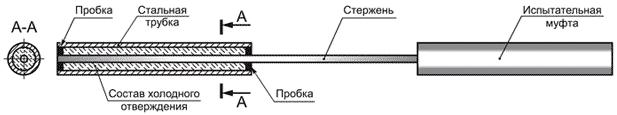 А-А
Пробка
Стальная
трубка
А
Стержень
Испытательная
муфта
Состав холодного
отверждения
А
Пробка